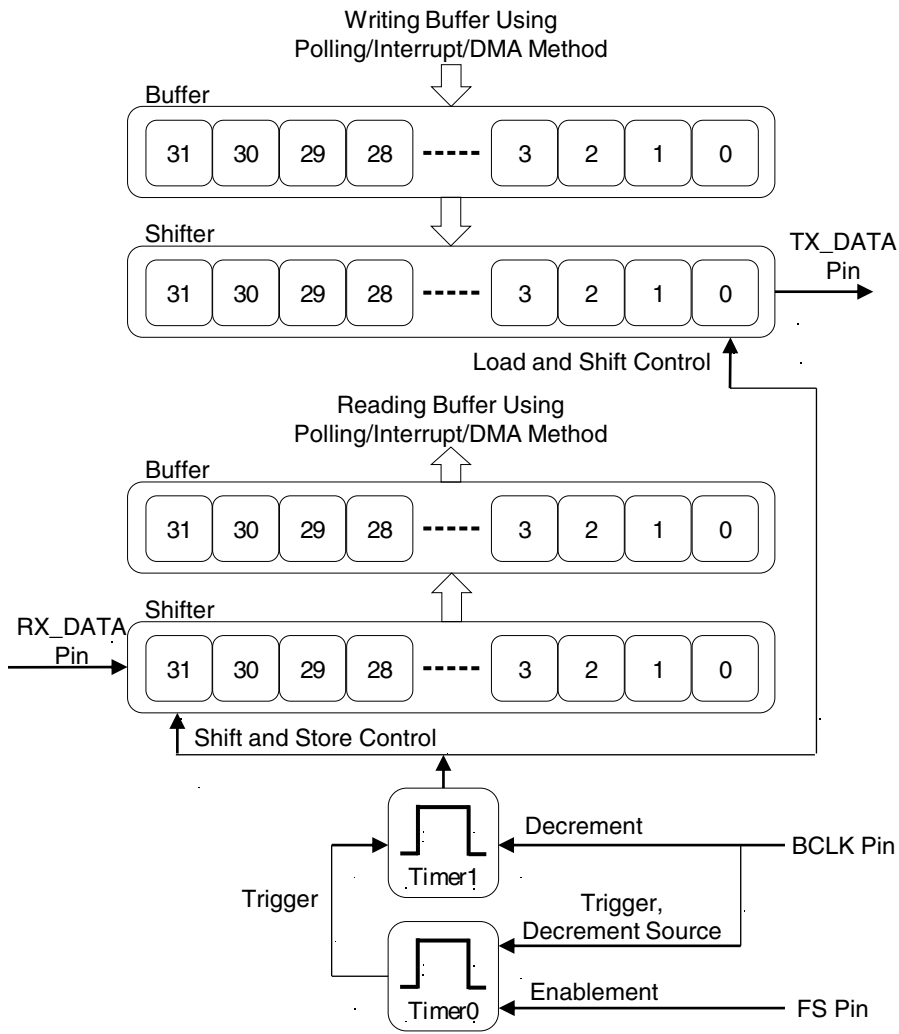 Writing Buffer Using
Polling/Interrupt/DMA Method
Buffer
31 30 29 28 3 2 1 0
Shifter
31 30 29 28 3 2 1 0
TX_DATA
Pin
Load and Shift Control
Reading Buffer Using
Polling/Interrupt/DMA Method
Buffer
31 30 29 28 3 2 1 0
Shifter
RX_DATA
Pin
31 30 29 28 3 2 1 0
Shift and Store Control
Timer1
Decrement
BCLK Pin
Trigger
Trigger,
Decrement Source
Timer0
Enablement
FS Pin